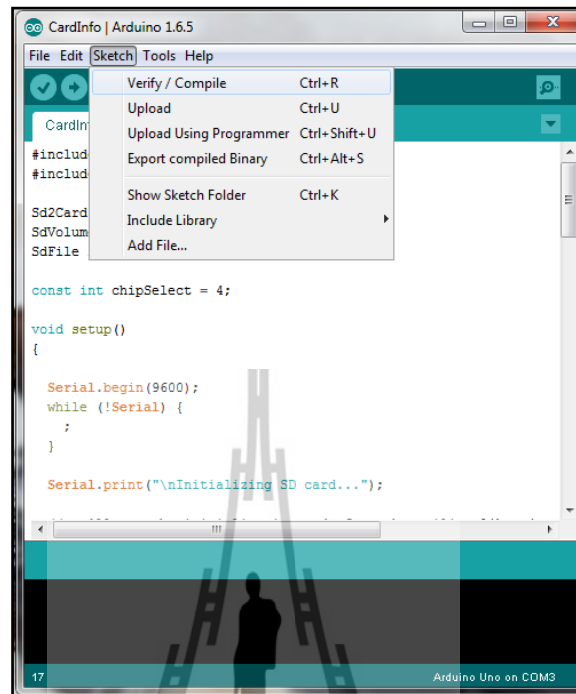 CardInfo | Arduino 1.6.5
File Edit Sketch Tools Help
Verify / Compile Ctrl+R
Upload Ctrl+U
Upload Using Programmer Ctrl+Shift+U
Export compiled Binary Ctrl+Alt+S
Show Sketch Folder Ctrl+K
Include Library
Add File...
CardIn
#includ
#includ
Sd2Card
SdVolum
SdFile
const int chipSelect = 4;
void setup()
{
Serial.begin(9600);
while (!Serial) {
;
}
Serial.print("\nInitializing SD card...");
17 Arduino Uno on COM3